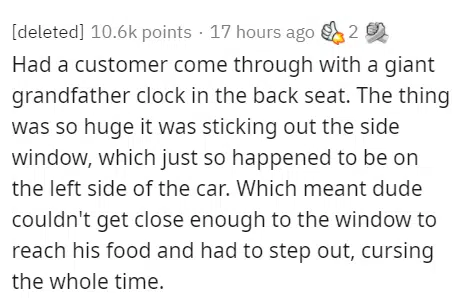 [deleted] 10.6k points · 17 hours ago 2
Had a customer come through with a giant
grandfather clock in the back seat. The thing
was so huge it was sticking out the side
window, which just so happened to be on
the left side of the car. Which meant dude
couldn't get close enough to the window to
reach his food and had to step out, cursing
the whole time.